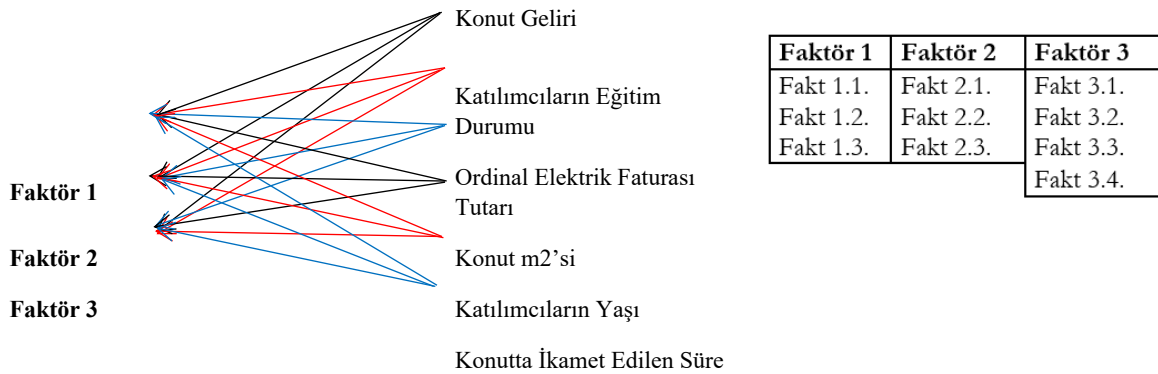 Konut Geliri
Katılımcıların Eğitim
Durumu
Ordinal Elektrik Faturası
Tutarı
Konut m2’si
Katılımcıların Yaşı
Konutta İkamet Edilen Süre
Faktör 1
Faktör 2
Faktör 3
Faktör 1 Faktör 2 Faktör 3
Fakt 1.1. Fakt 2.1. Fakt 3.1.
Fakt 1.2. Fakt 2.2. Fakt 3.2.
Fakt 1.3. Fakt 2.3. Fakt 3.3.
Fakt 3.4.